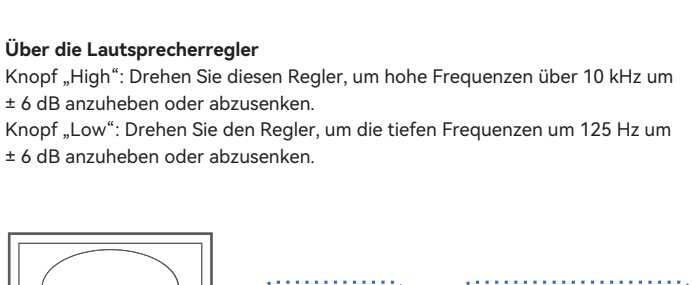 Über die Lautsprecherregler
Knopf „High“: Drehen Sie diesen Regler, um hohe Frequenzen über 10 kHz um
± 6 dB anzuheben oder abzusenken.
Knopf „Low“: Drehen Sie den Regler, um die tiefen Frequenzen um 125 Hz um
± 6 dB anzuheben oder abzusenken.